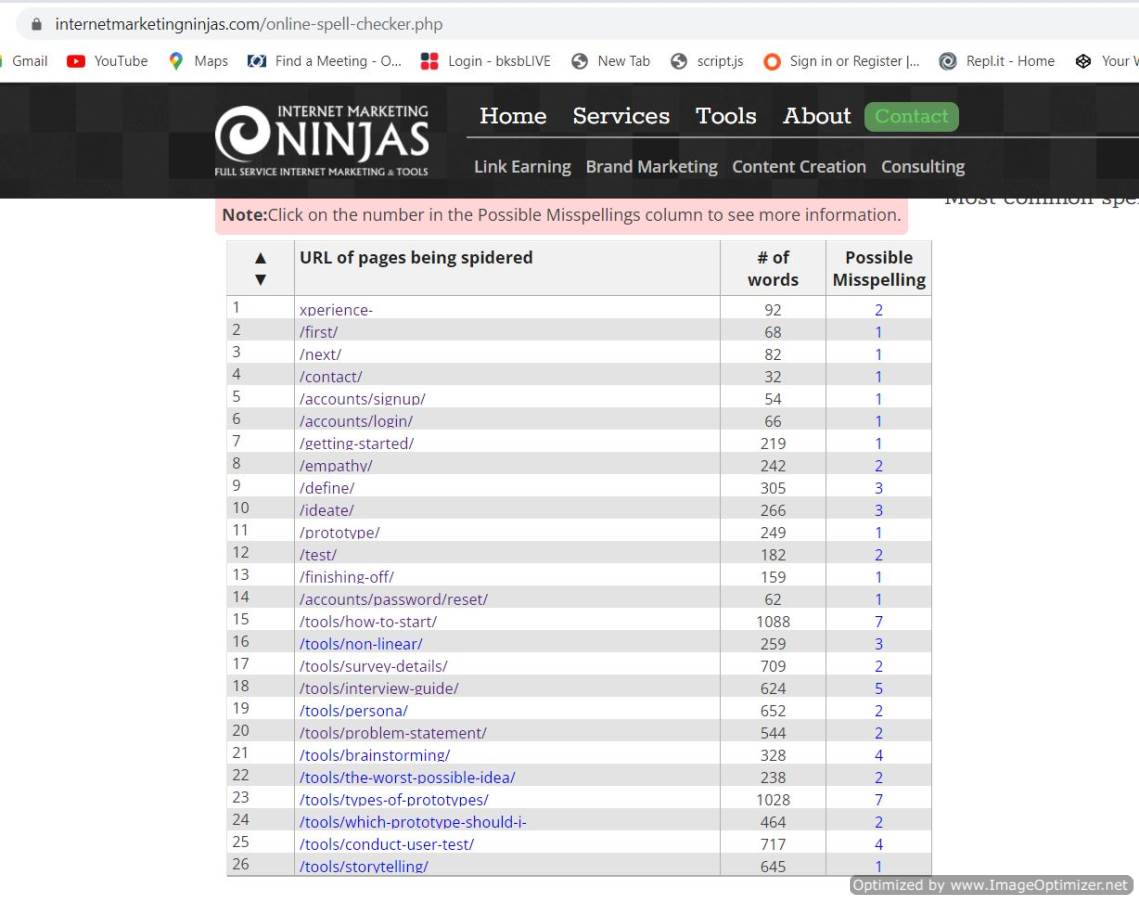 internetmarketingninjas.com/online-spell-checker.php
Gmail YouTube Maps Find a Meeting - O... Login - bksbLIVE New Tab script.js Sign in or Register |... Repl.it - Home Your
INTERNET MARKETING
NINJAS
FULL SERVICE INTERNET MARKETING & TOOLS
Home Services Tools About Contact
Link Earning Brand Marketing Content Creation Consulting
Most common spe
Note:Click on the number in the Possible Misspellings column to see more information.
▲ ▼ URL of pages being spidered # of words Possible Misspelling
1 xperience- 92 2
2 /first/ 68 1
3 /next/ 82 1
4 /contact/ 32 1
5 /accounts/signup/ 54 1
6 /accounts/login/ 66 1
7 /getting-started/ 219 1
8 /empathy/ 242 2
9 /define/ 305 3
10 /ideate/ 266 3
11 /prototype/ 249 1
12 /test/ 182 2
13 /finishing-off/ 159 1
14 /accounts/password/reset/ 62 1
15 /tools/how-to-start/ 1088 7
16 /tools/non-linear/ 259 3
17 /tools/survey-details/ 709 2
18 /tools/interview-guide/ 624 5
19 /tools/persona/ 652 2
20 /tools/problem-statement/ 544 2
21 /tools/brainstorming/ 328 4
22 /tools/the-worst-possible-idea/ 238 2
23 /tools/types-of-prototypes/ 1028 7
24 /tools/which-prototype-should-i- 464 2
25 /tools/conduct-user-test/ 717 4
26 /tools/storytelling/ 645 1
Optimized by www.ImageOptimizer.net